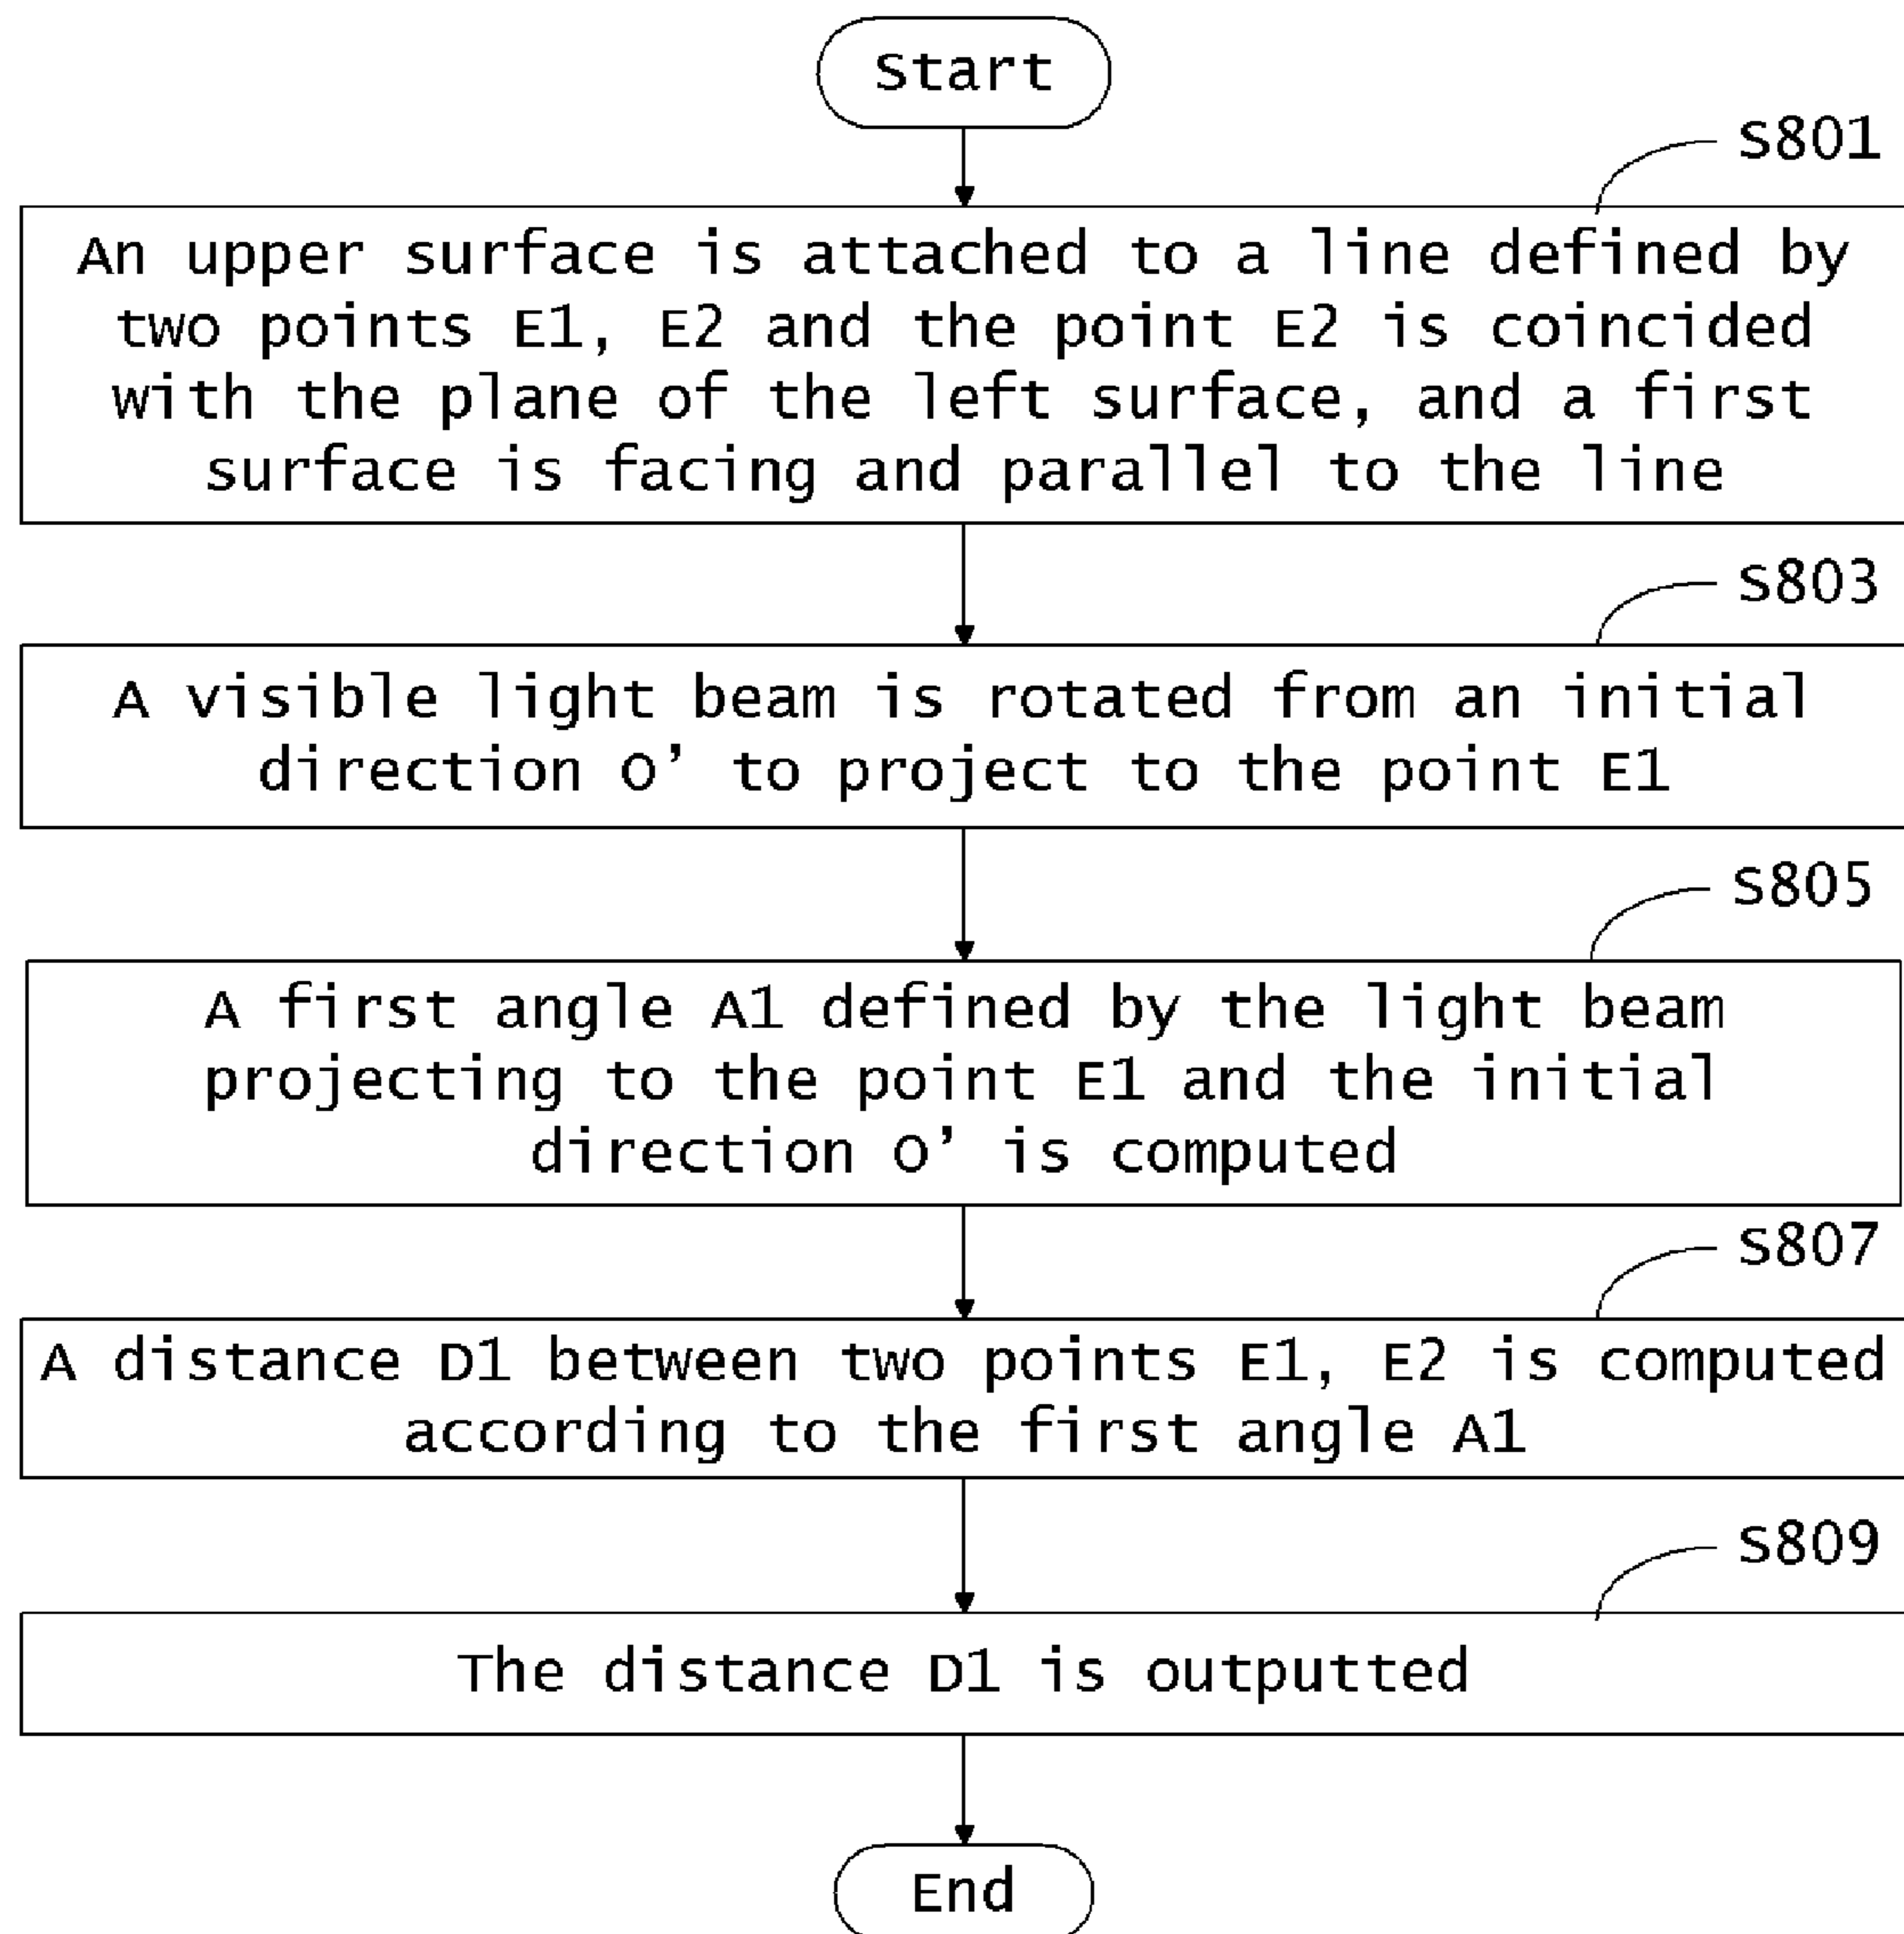 Start
S801
An upper surface is attached to a line defined by
two points E1, E2 and the point E2 is coincided
with the plane of the left surface, and a first
surface is facing and parallel to the line
S803
A visible light beam is rotated from an initial
direction O’ to project to the point E1
S805
A first angle A1 defined by the light beam
projecting to the point E1 and the initial
direction O’ is computed
S807
A distance D1 between two points E1, E2 is computed
according to the first angle A1
S809
The distance D1 is outputted
End